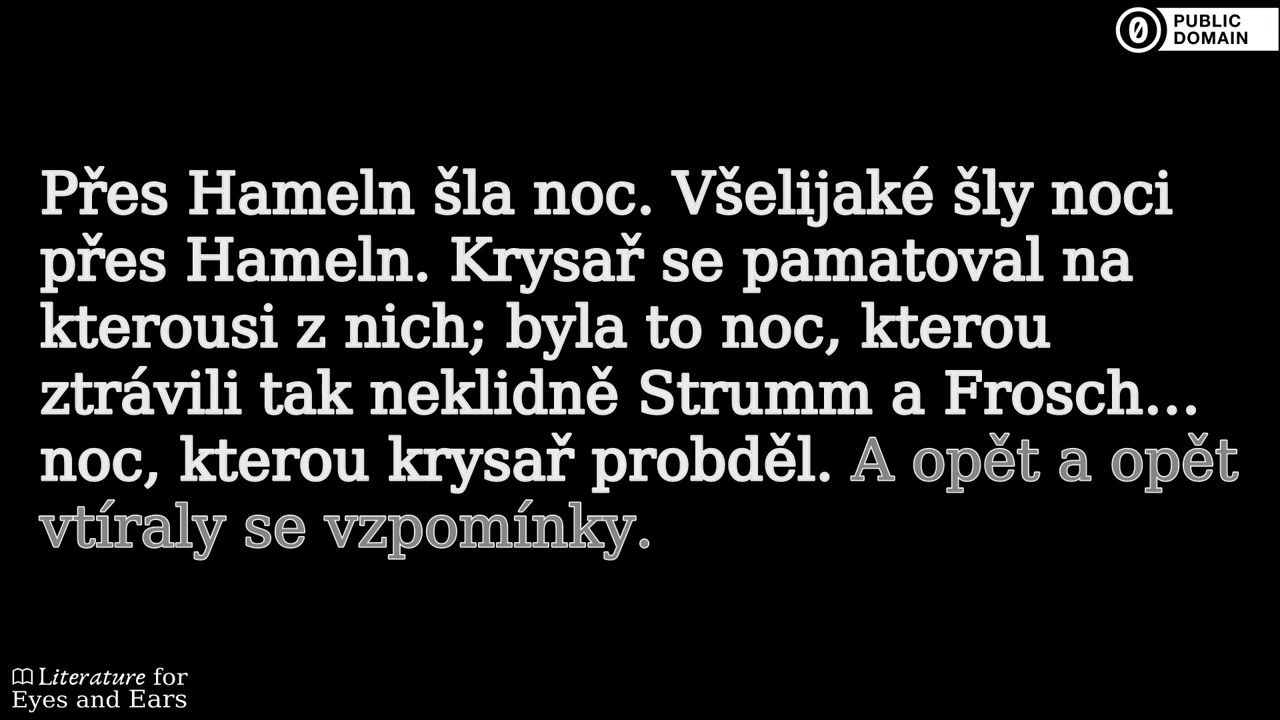 PUBLIC
DOMAIN
Přes Hameln šla noc. Všelijaké šly noci
přes Hameln. Krysař se pamatoval na
kterousi z nich; byla to noc, kterou
ztrávili tak neklidně Strumm a Frosch...
noc, kterou krysař probděl. A opět a opět
vtíraly se vzpomínky.
Literature for
Eyes and Ears